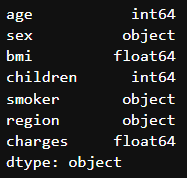 age int64
sex object
bmi float64
children int64
smoker object
region object
charges float64
dtype: object